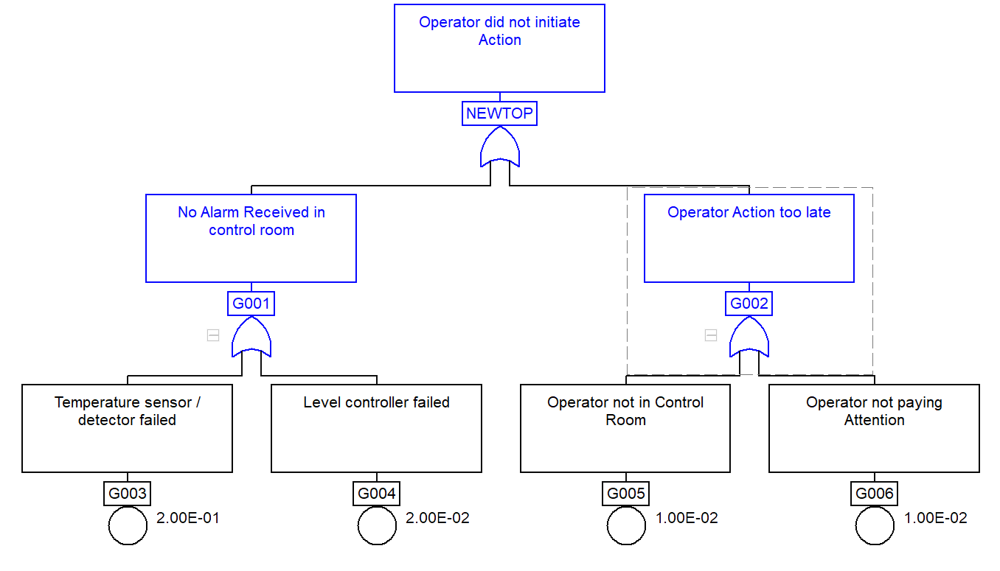 Operator did not initiate
Action
NEWTOP
No Alarm Received in
control room
Operator Action too late
G001
G002
Temperature sensor /
detector failed
Level controller failed
Operator not in Control
Room
Operator not paying
Attention
G003
G004
G005
G006
2.00E-01
2.00E-02
1.00E-02
1.00E-02